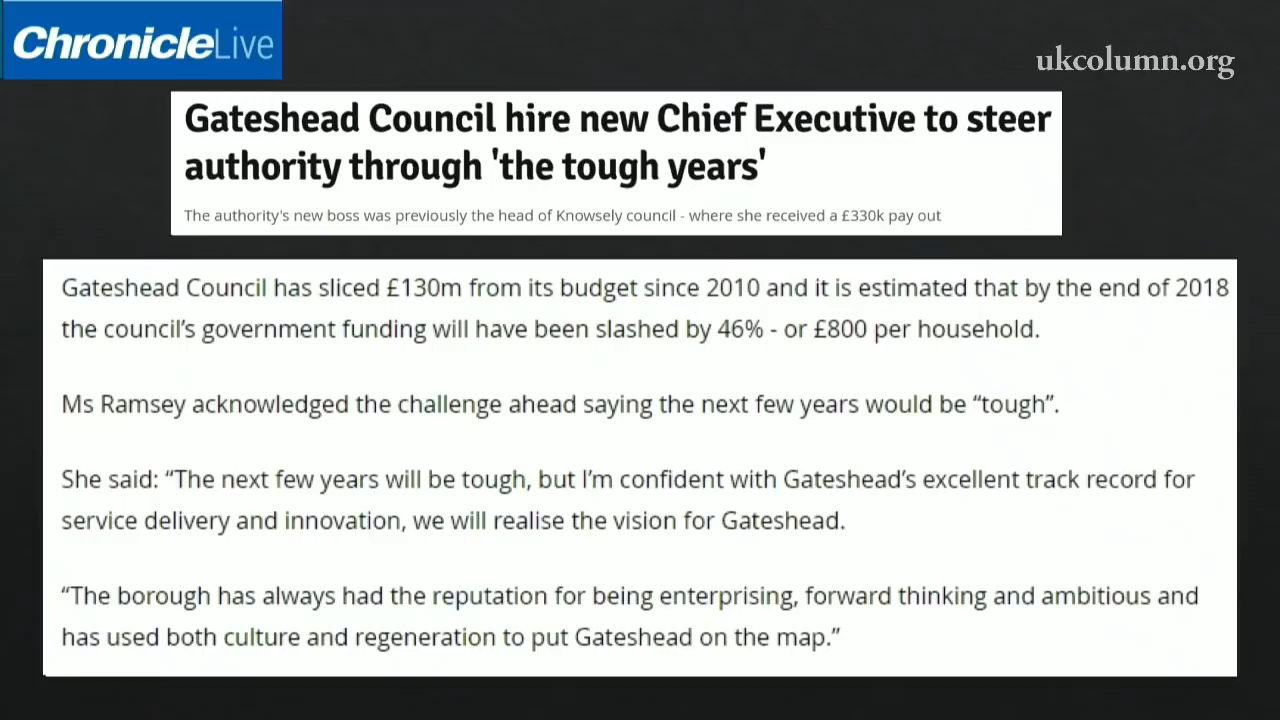 ChronicleLive
ukcolumn.org
Gateshead Council hire new Chief Executive to steer
authority through 'the tough years'
The authority's new boss was previously the head of Knowsely council - where she received a £330k pay out
Gateshead Council has sliced £130m from its budget since 2010 and it is estimated that by the end of 2018
the council’s government funding will have been slashed by 46% - or £800 per household.
Ms Ramsey acknowledged the challenge ahead saying the next few years would be “tough”.
She said: “The next few years will be tough, but I’m confident with Gateshead’s excellent track record for
service delivery and innovation, we will realise the vision for Gateshead.
“The borough has always had the reputation for being enterprising, forward thinking and ambitious and
has used both culture and regeneration to put Gateshead on the map.”